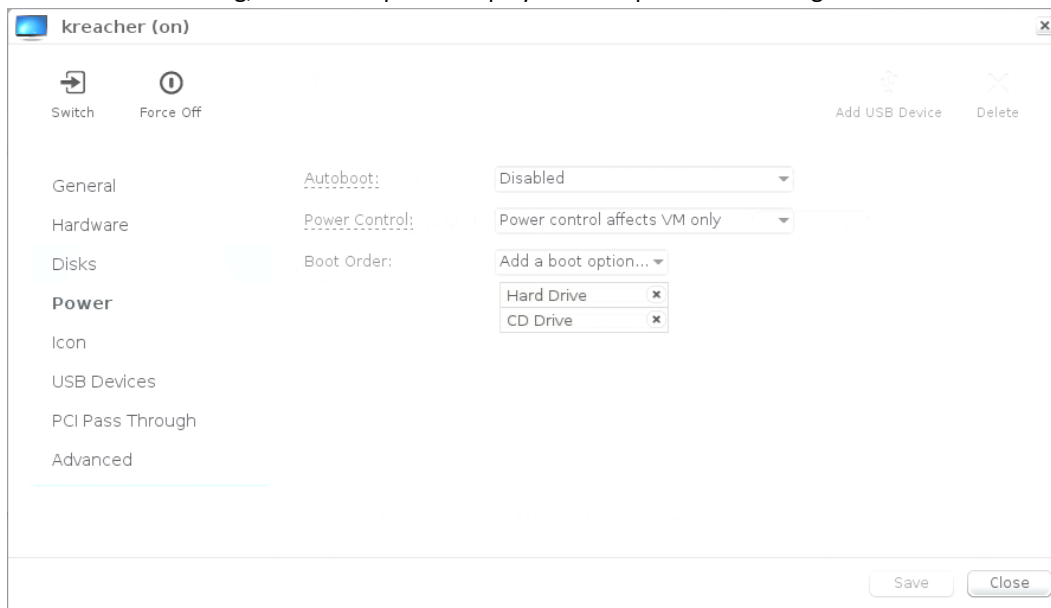 kreacher (on)
Switch
Force Off
Add USB Device
Delete
General
Hardware
Disks
Power
Icon
USB Devices
PCI Pass Through
Advanced
Autoboot:
Disabled
Power Control:
Power control affects VM only
Boot Order:
Add a boot option...
Hard Drive
CD Drive
Save
Close